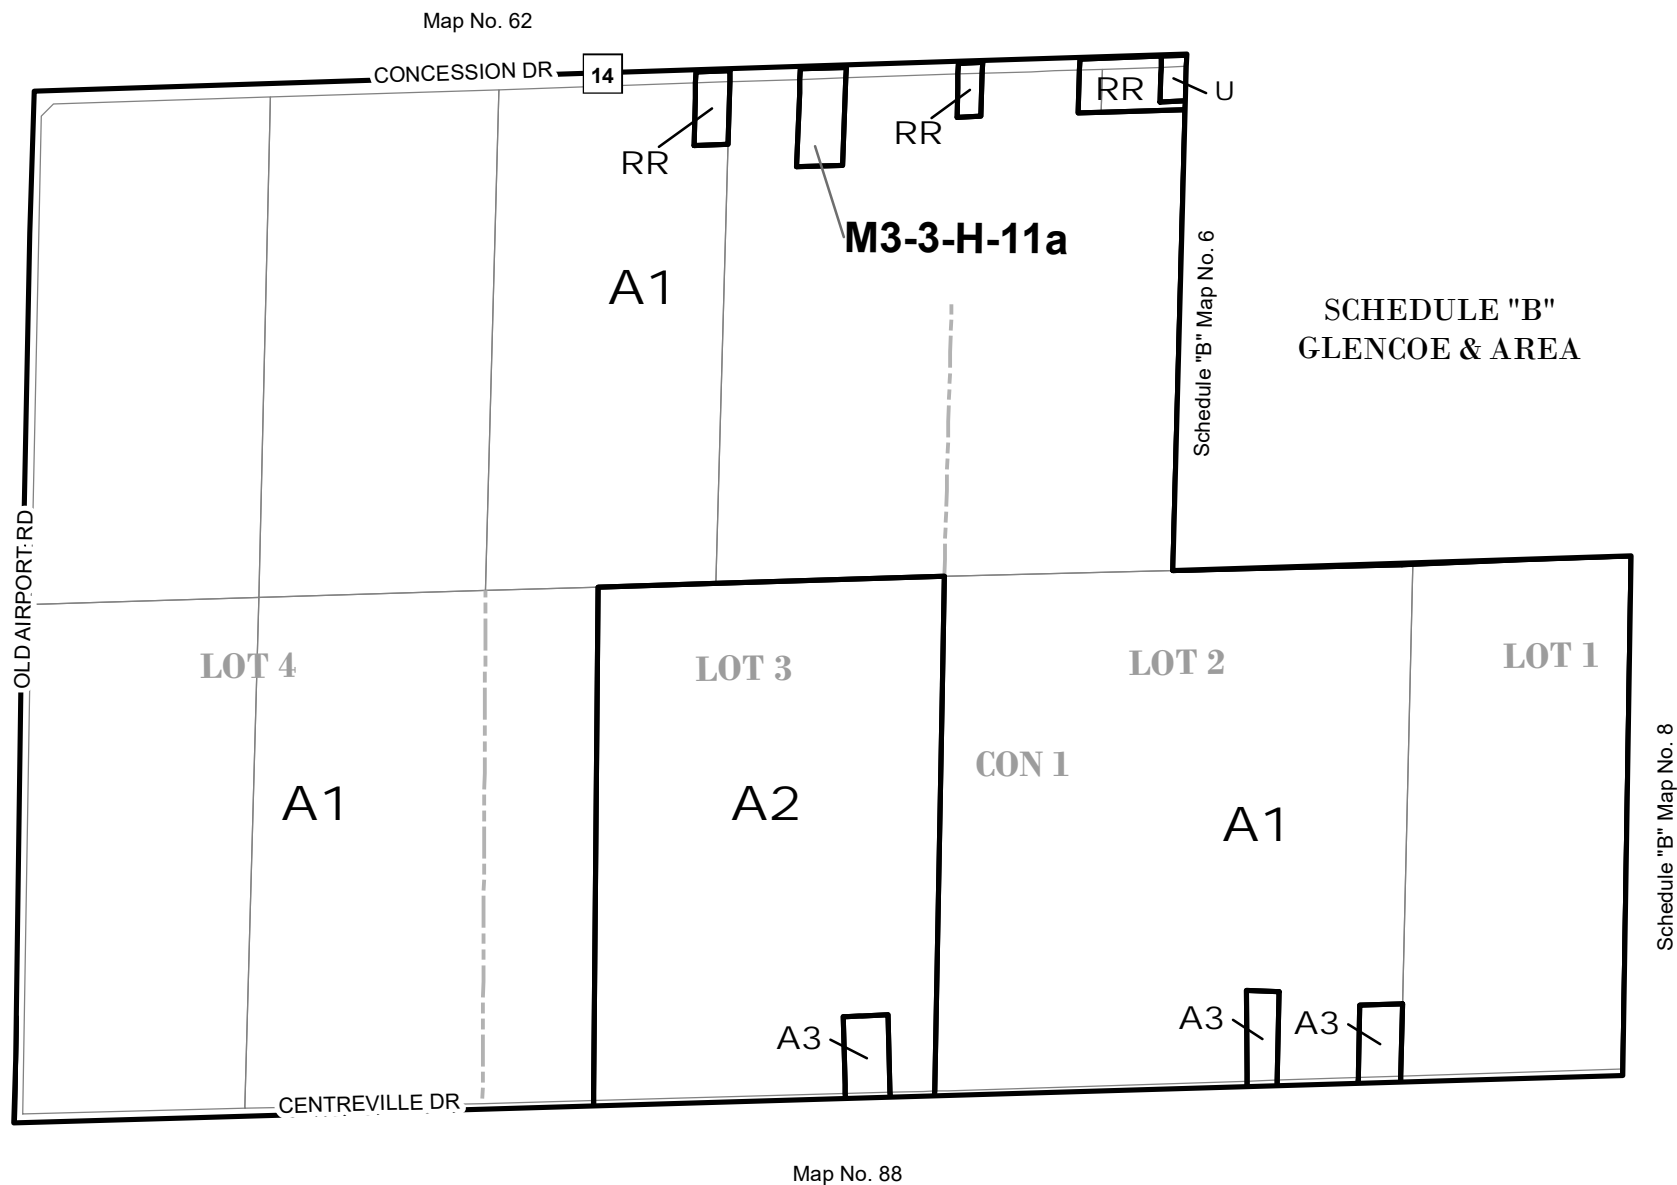 Map No. 62
CONCESSION DR
14
RR
U
RR
RR
M3-3-H-11a
A1
Schedule "B" Map No. 6
SCHEDULE "B"
GLENCOE & AREA
OLD AIRPORT RD
LOT 4
LOT 3
LOT 2
LOT 1
CON 1
A1
A2
A1
Schedule "B" Map No. 8
A3
A3
A3
CENTREVILLE DR
Map No. 88